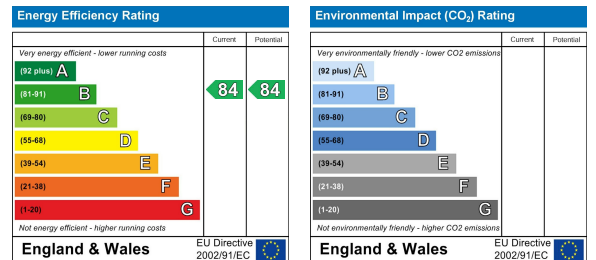 Energy Efficiency Rating
Current Potential
Very energy efficient - lower running costs
(92 plus) A
(81-91) B 84 84
(69-80) C
(55-68) D
(39-54) E
(21-38) F
(1-20) G
Not energy efficient - higher running costs
England & Wales EU Directive
2002/91/EC
Environmental Impact (CO₂) Rating
Current Potential
Very environmentally friendly - lower CO2 emissions
(92 plus) A
(81-91) B
(69-80) C
(55-68) D
(39-54) E
(21-38) F
(1-20) G
Not environmentally friendly - higher CO2 emissions
England & Wales EU Directive
2002/91/EC